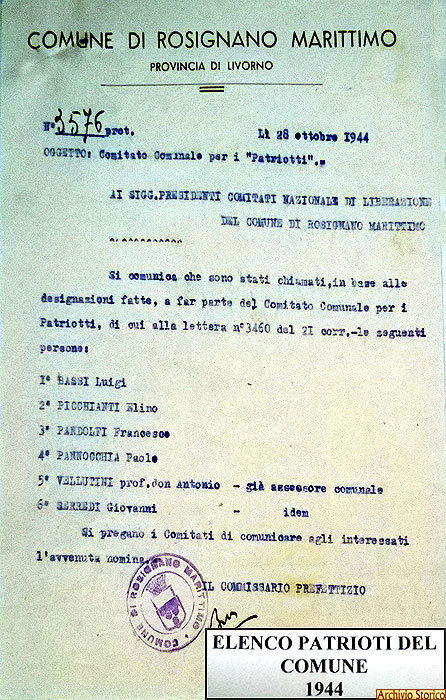 COMUNE DI ROSIGNANO MARITTIMO
PROVINCIA DI LIVORNO
N° 3576 prot.
Lì 28 ottobre 1944
OGGETTO: Comitato Comunale per i "Patriotti".=
AI SIGG.PRESIDENTI COMITATI NAZIONALE DI LIBERAZIONE
DEL COMUNE DI ROSIGNANO MARITTIMO
Si comunica che sono stati chiamati,in base alle
designazioni fatte, a far parte del Comitato Comunale per i
Patriotti, di cui alla lettera n°3460 del 2I corr,-le seguenti
persone:
I° BASSI Luigi
2° PICCHIANTI Elino
3° PANDOLFI Francesco
4° PANNOCCHIA Paolo
5° VELLUTINI prof.don Antonio - già assessore comunale
6° SERREDI Giovanni - idem
Si pregano i Comitati di comunicare agli interessati
l'avvenuta nomina.
IL COMMISSARIO PREFETTIZIO
COMUNE DI ROSIGNANO MARITTIMO
ELENCO PATRIOTI DEL
COMUNE
1944
Archivio Storico